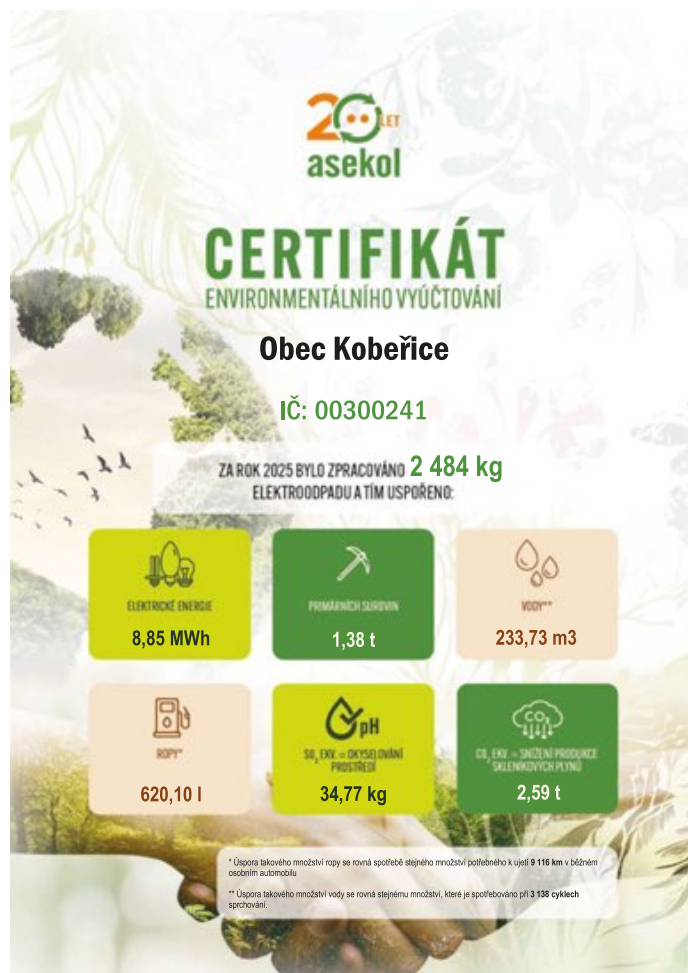 20 LET
asekol
CERTIFIKÁT
ENVIRONMENTÁLNÍHO VYÚČTOVÁNÍ
Obec Kobeřice
IČ: 00300241
ZA ROK 2025 BYLO ZPRACOVÁNO 2 484 kg
ELEKTROODPADU A TÍM USPOŘENO:
ELEKTRICKÉ ENERGIE
8,85 MWh
PRIMÁRNÍCH SUROVIN
1,38 t
VODY**
233,73 m3
ROPY*
620,10 l
pH
SO₂ EKV. = OKYSELOVÁNÍ
PROSTŘEDÍ
34,77 kg
CO₂
CO₂ EKV. = SNÍŽENÍ PRODUKCE
SKLENÍKOVÝCH PLYNŮ
2,59 t
* Úspora takového množství ropy se rovná spotřebě stejného množství potřebného k ujetí 9 116 km v běžném
osobním automobilu
** Úspora takového množství vody se rovná stejnému množství, které je spotřebováno při 3 138 cyklech
sprchování.